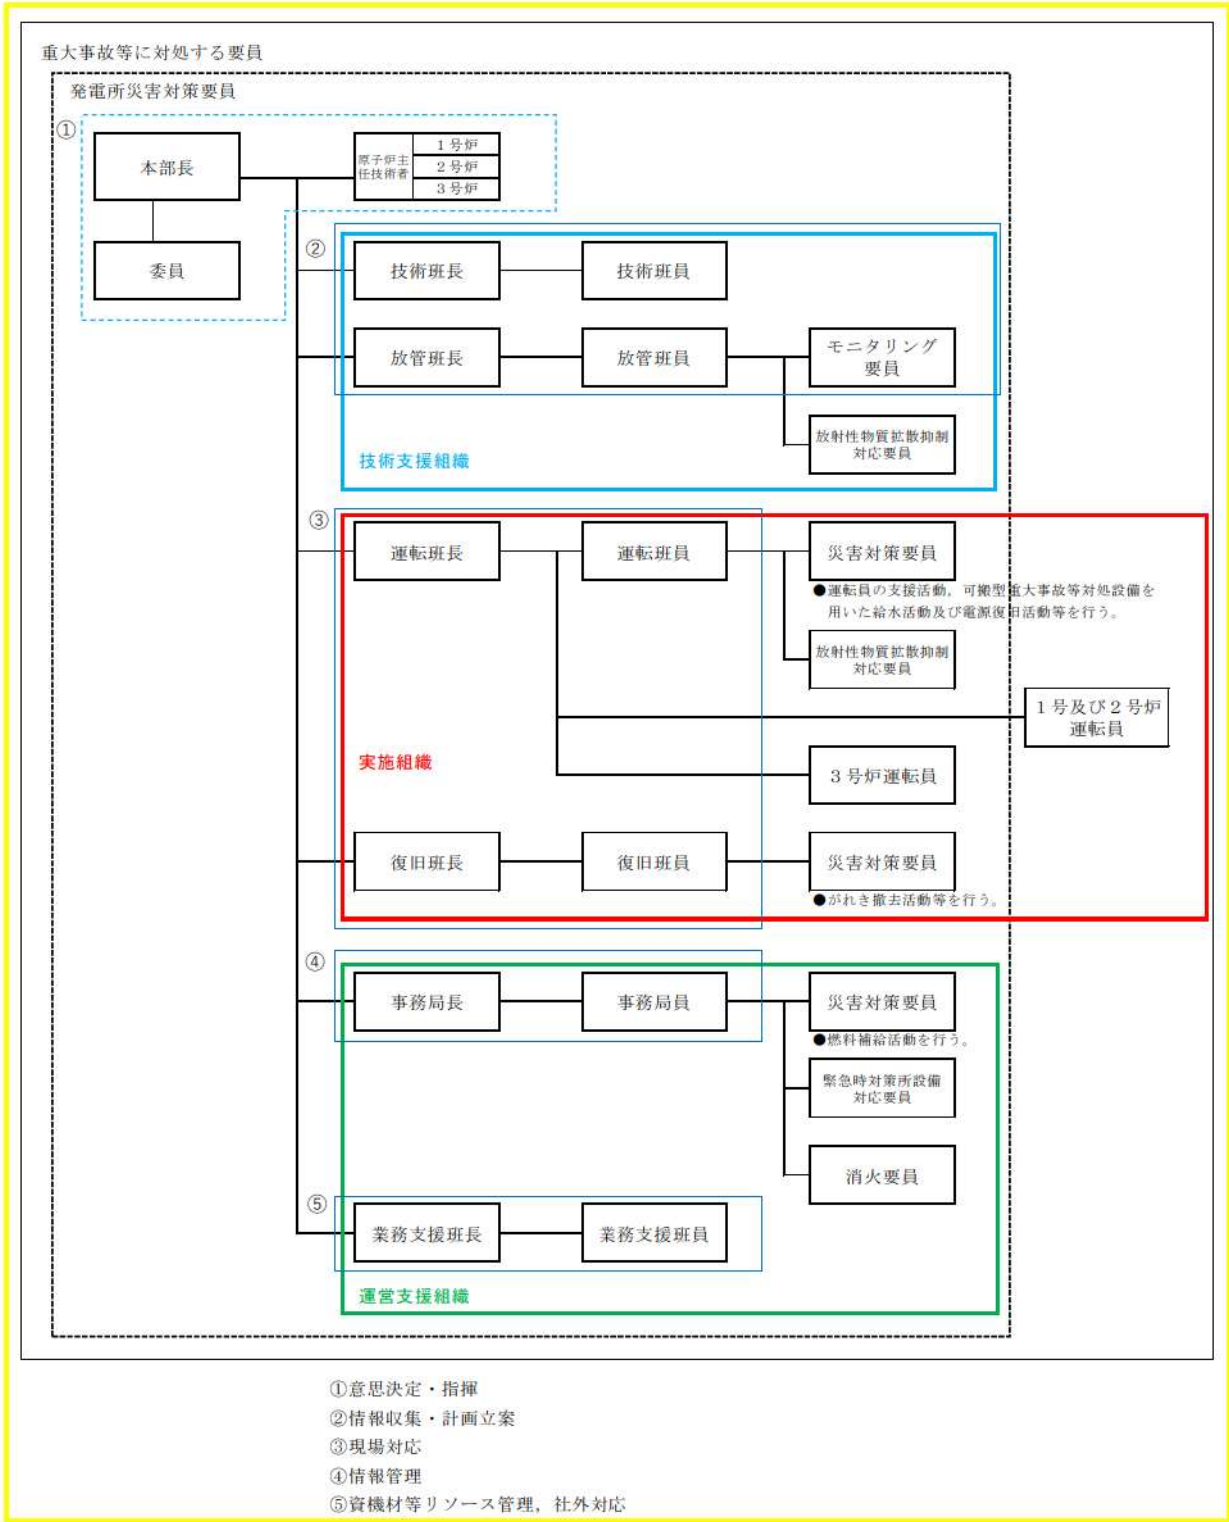 重大事故等に対処する要員
発電所災害対策要員
①
本部長
原子炉主
任技術者
1号炉
2号炉
3号炉
委員
②
技術班長
技術班員
放管班長
放管班員
モニタリング
要員
放射性物質拡散抑制
対応要員
技術支援組織
③
運転班長
運転班員
災害対策要員
●運転員の支援活動,可搬型重大事故等対処設備を
用いた給水活動及び電源復旧活動等を行う。
放射性物質拡散抑制
対応要員
1号及び2号炉
運転員
実施組織
3号炉運転員
復旧班長
復旧班員
災害対策要員
●がれき撤去活動等を行う。
④
事務局長
事務局員
災害対策要員
●燃料補給活動を行う。
緊急時対策所設備
対応要員
消火要員
⑤
業務支援班長
業務支援班員
運営支援組織
①意思決定・指揮
②情報収集・計画立案
③現場対応
④情報管理
⑤資機材等リソース管理,社外対応